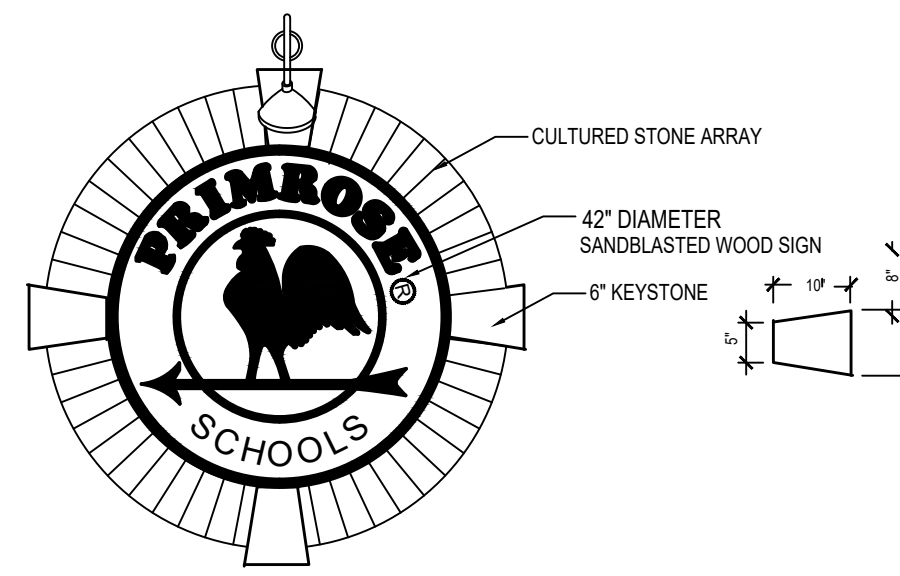 CULTURED STONE ARRAY
PRIMROSE
®
42" DIAMETER
SANDBLASTED WOOD SIGN
6" KEYSTONE
10"
8"
5"
SCHOOLS